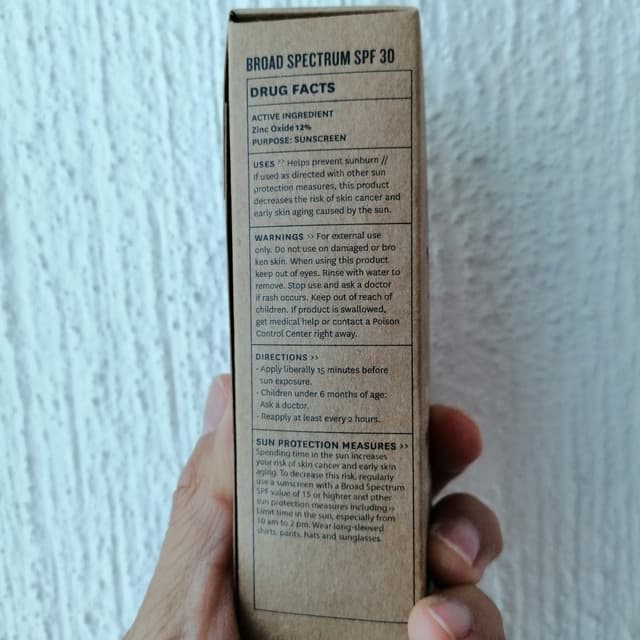 BROAD SPECTRUM SPF 30
DRUG FACTS
ACTIVE INGREDIENT
Zinc Oxide 12%
PURPOSE: SUNSCREEN
USES >> Helps prevent sunburn //
if used as directed with other sun
protection measures, this product
decreases the risk of skin cancer and
early skin aging caused by the sun.
WARNINGS >> For external use
only. Do not use on damaged or bro
ken skin. When using this product
keep out of eyes. Rinse with water to
remove. Stop use and ask a doctor
if rash occurs. Keep out of reach of
children. If product is swallowed,
get medical help or contact a Poison
Control Center right away.
DIRECTIONS >>
- Apply liberally 15 minutes before
sun exposure.
- Children under 6 months of age:
Ask a doctor.
- Reapply at least every 2 hours.
SUN PROTECTION MEASURES >>
Spending time in the sun increases
your risk of skin cancer and early skin
aging. To decrease this risk, regularly
use a sunscreen with a Broad Spectrum
SPF value of 15 or highter and other
sun protection measures including >>
Limit time in the sun, especially from
10 am to 2 pm. Wear long-sleeved
shirts, pants, hats and sunglasses.